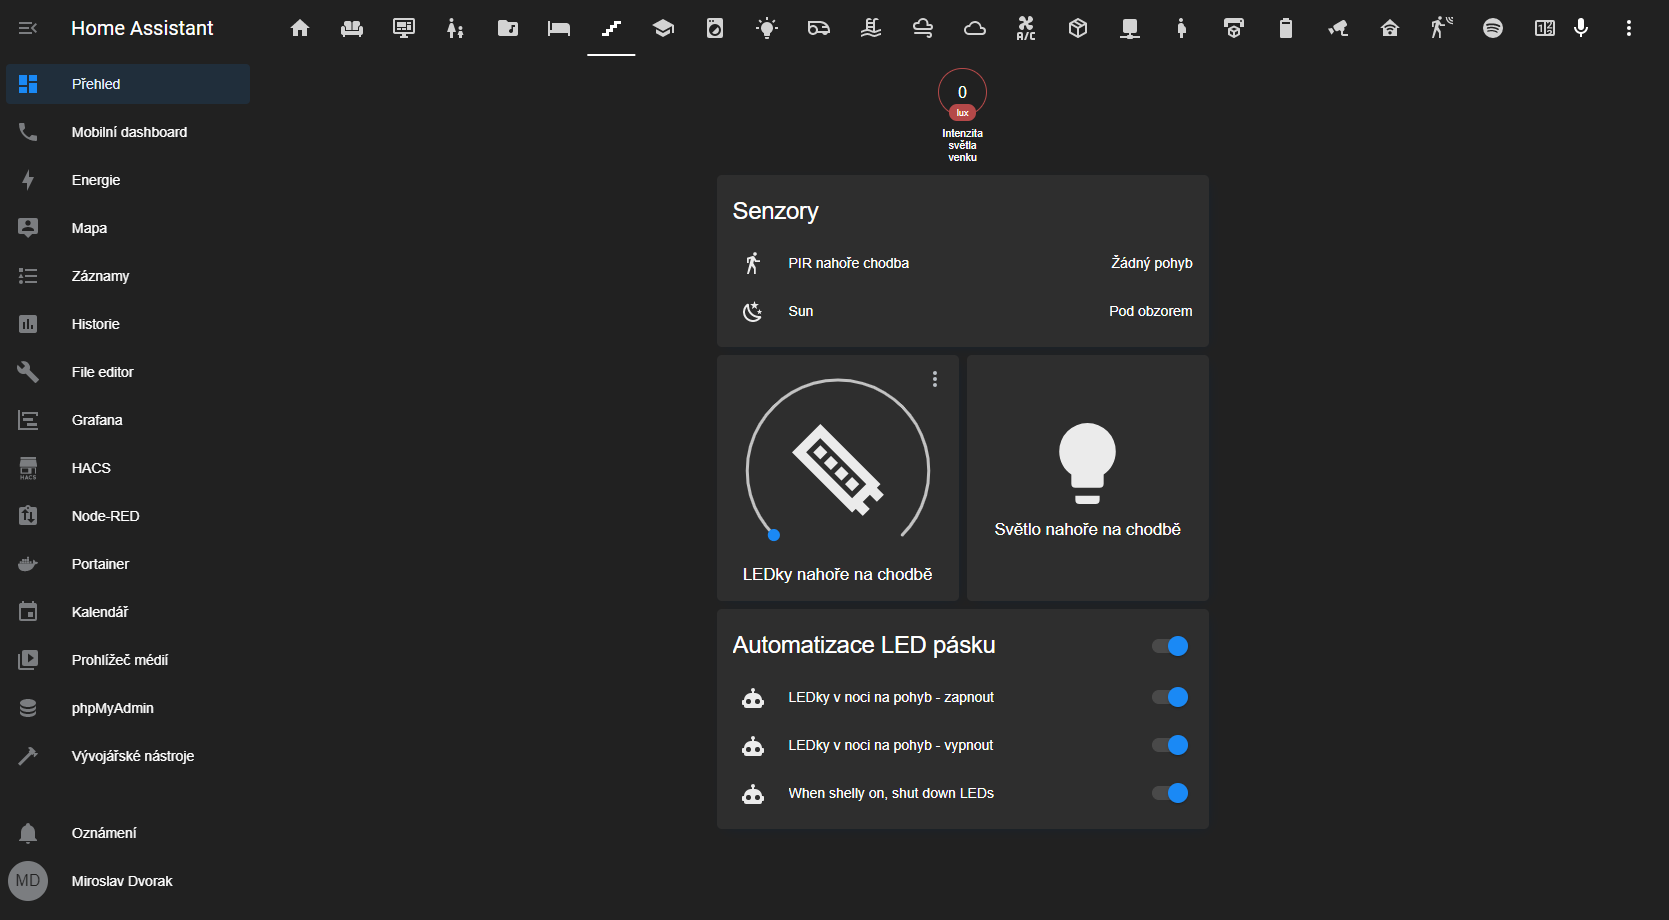 Home Assistant
A/C
Přehled
Mobilní dashboard
Energie
Mapa
Záznamy
Historie
File editor
Grafana
HACS
HACS
Node-RED
Portainer
Kalendář
Prohlížeč médií
phpMyAdmin
Vývojářské nástroje
Oznámení
MD
Miroslav Dvorak
0
lux
Intenzita
světla
venku
Senzory
PIR nahoře chodba
Žádný pohyb
Sun
Pod obzorem
LEDky nahoře na chodbě
Světlo nahoře na chodbě
Automatizace LED pásku
LEDky v noci na pohyb - zapnout
LEDky v noci na pohyb - vypnout
When shelly on, shut down LEDs